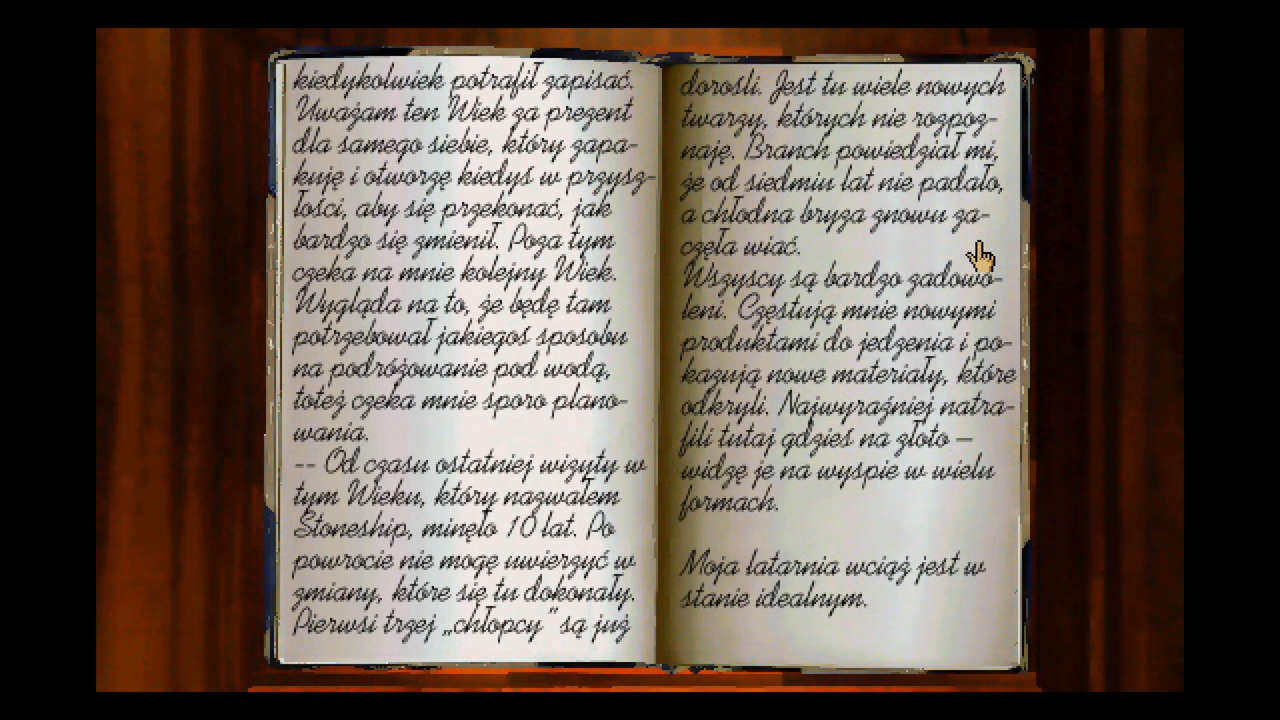 kiedykolwiek potrafił zapisać.
Uważam ten Wiek za prezent
dla samego siebie, który zapa-
kuję i otworzę kiedyś w przysz-
łości, aby się przekonać, jak
bardzo się zmienił. Poza tym
czeka na mnie kolejny Wiek.
Wygląda na to, że będę tam
potrzebował jakiegoś sposobu
na podróżowanie pod wodą,
toteż czeka mnie sporo plano-
wania.
-- Od czasu ostatniej wizyty w
tym Wieku, który nazwałem
Stoneship, minęło 10 lat. Po
powrocie nie mogę uwierzyć w
zmiany, które się tu dokonały.
Pierwsi trzej „chłopcy” są już
dorośli. Jest tu wiele nowych
twarzy, których nie rozpoz-
naję. Branch powiedział mi,
że od siedmiu lat nie padało,
a chłodna bryza znowu za-
częła wiać.
Wszyscy są bardzo zadowo-
leni. Częstują mnie nowymi
produktami do jedzenia i po-
kazują nowe materiały, które
odkryli. Najwyraźniej natra-
fili tutaj gdzieś na złoto –
widzę je na wyspie w wielu
formach.
Moja latarnia wciąż jest w
stanie idealnym.